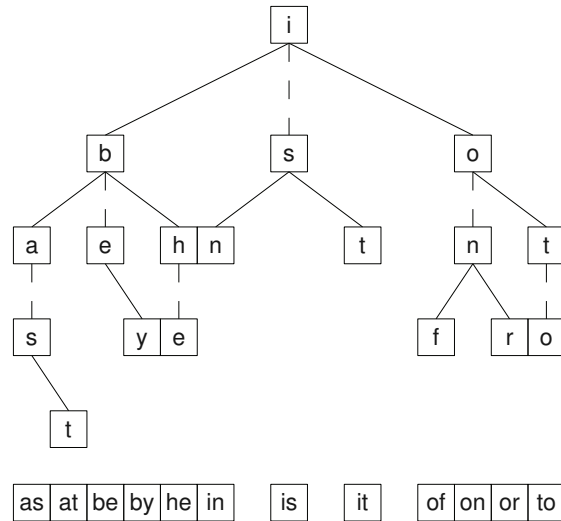 i
b s o
a e h n t n t
s y e f r o
t
as at be by he in is it of on or to